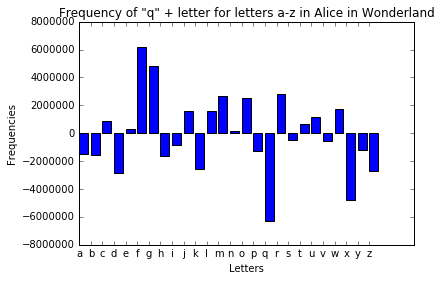 Frequency of "q" + letter for letters a-z in Alice in Wonderland
8000000
6000000
4000000
2000000
0
−2000000
−4000000
−6000000
−8000000
Frequencies
a b c d e f g h i j k l m n o p q r s t u v w x y z
Letters